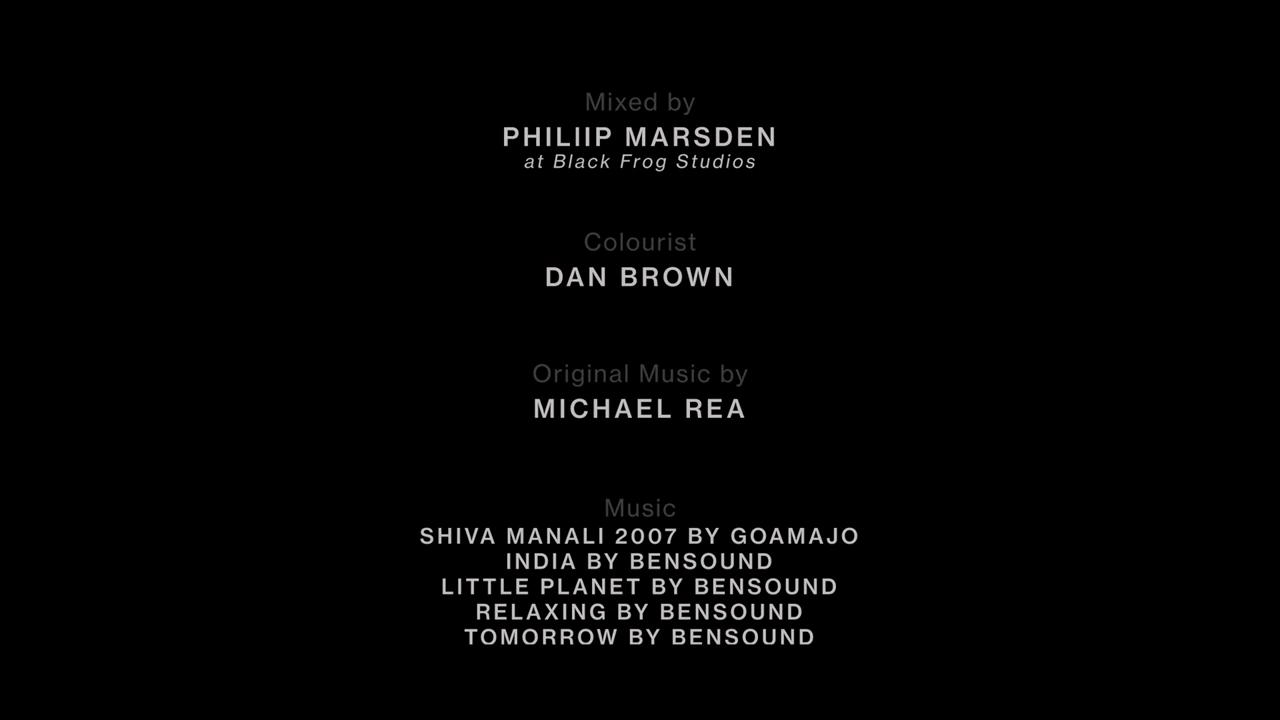 Mixed by
PHILIIP MARSDEN
at Black Frog Studios
Colourist
DAN BROWN
Original Music by
MICHAEL REA
Music
SHIVA MANALI 2007 BY GOAMAJO
INDIA BY BENSOUND
LITTLE PLANET BY BENSOUND
RELAXING BY BENSOUND
TOMORROW BY BENSOUND